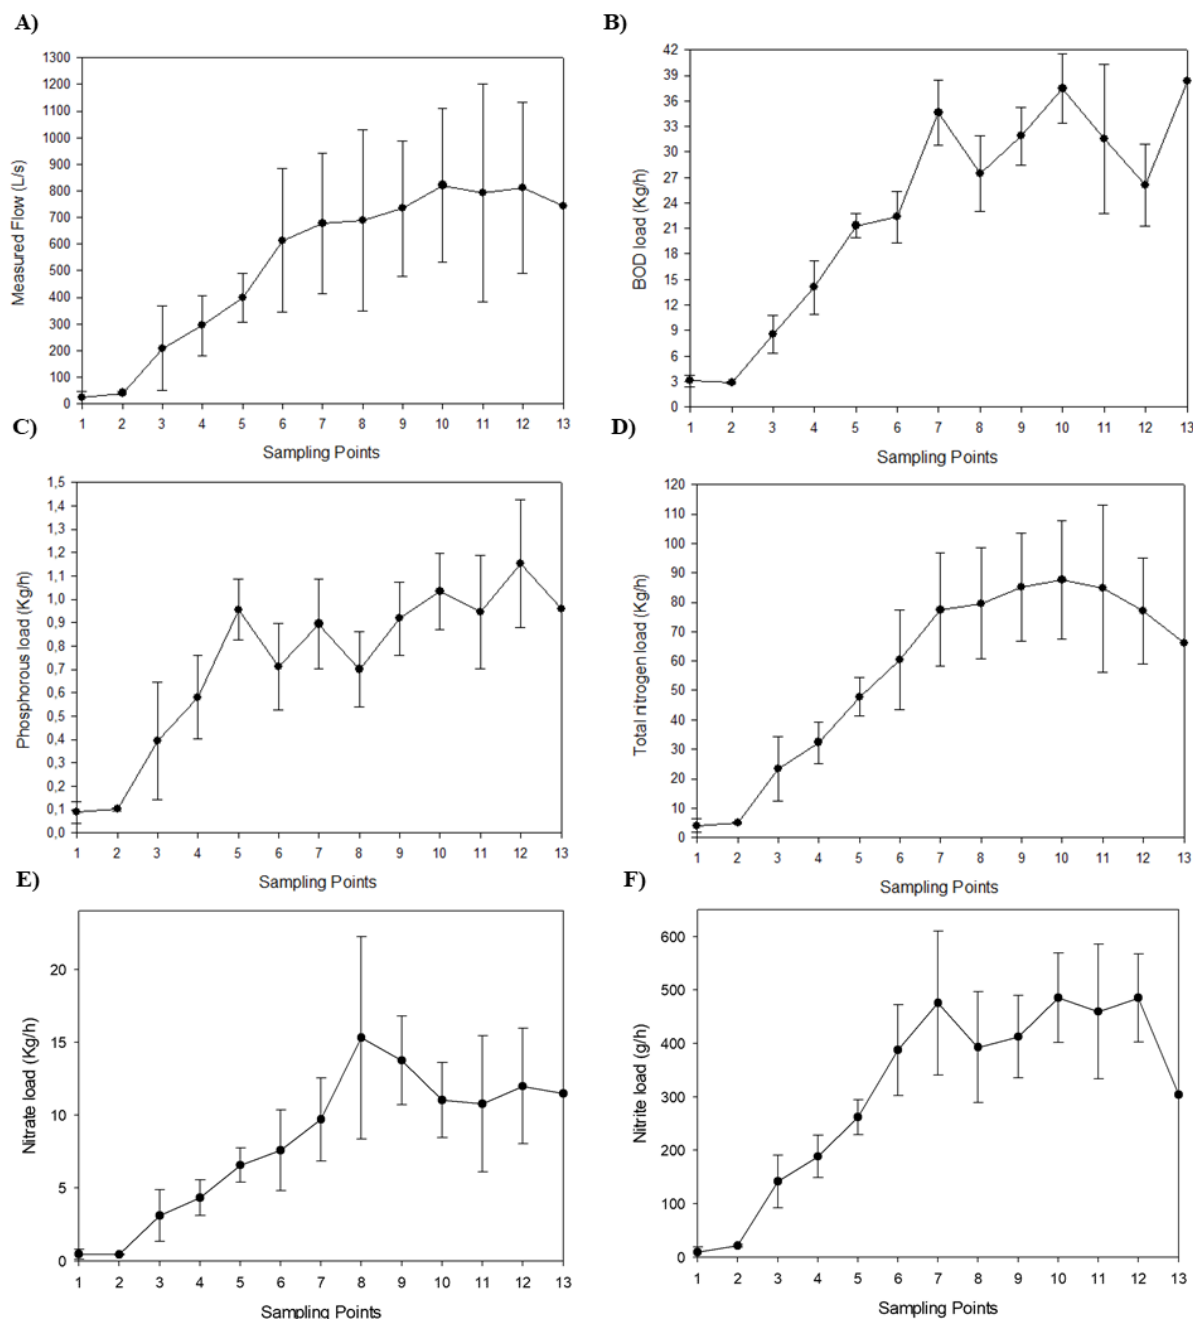 A)
Measured Flow (L/s)
1300
1200
1100
1000
900
800
700
600
500
400
300
200
100
0
1 2 3 4 5 6 7 8 9 10 11 12 13
Sampling Points
B)
BOD load (Kg/h)
42
39
36
33
30
27
24
21
18
15
12
9
6
3
0
1 2 3 4 5 6 7 8 9 10 11 12 13
Sampling Points
C)
Phosphorous load (Kg/h)
1,5
1,4
1,3
1,2
1,1
1,0
0,9
0,8
0,7
0,6
0,5
0,4
0,3
0,2
0,1
0,0
1 2 3 4 5 6 7 8 9 10 11 12 13
Sampling Points
D)
Total nitrogen load (Kg/h)
120
110
100
90
80
70
60
50
40
30
20
10
0
1 2 3 4 5 6 7 8 9 10 11 12 13
Sampling Points
E)
Nitrate load (Kg/h)
20
15
10
5
0
1 2 3 4 5 6 7 8 9 10 11 12 13
Sampling Points
F)
Nitrite load (g/h)
600
500
400
300
200
100
0
1 2 3 4 5 6 7 8 9 10 11 12 13
Sampling Points